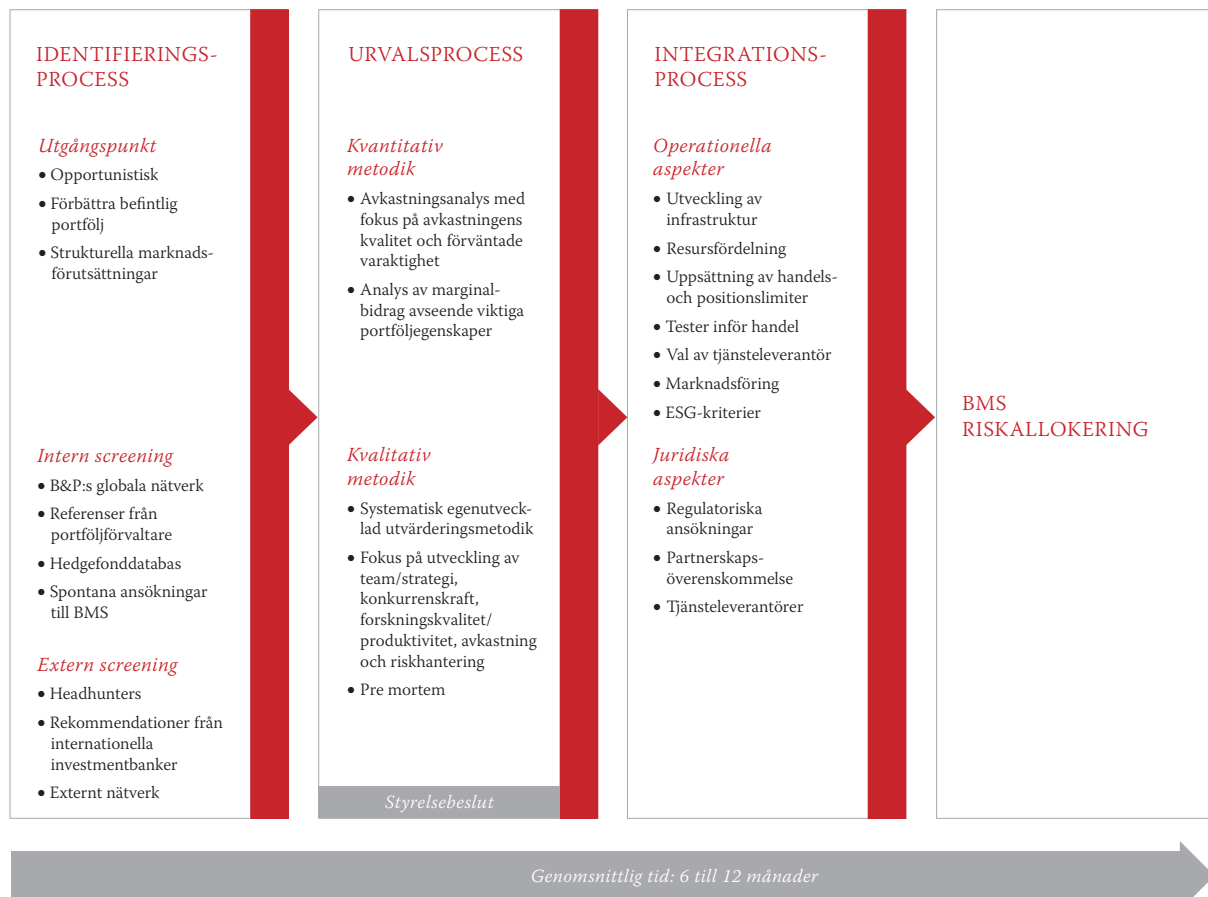 IDENTIFIERINGS-
PROCESS
Utgångspunkt
• Opportunistisk
• Förbättra befintlig
portfölj
• Strukturella marknads-
förutsättningar
Intern screening
• B&P:s globala nätverk
• Referenser från
portföljförvaltare
• Hedgefonddatabas
• Spontana ansökningar
till BMS
Extern screening
• Headhunters
• Rekommendationer från
internationella
investmentbanker
• Externt nätverk
URVALSPROCESS
Kvantitativ
metodik
• Avkastningsanalys med
fokus på avkastningens
kvalitet och förväntade
varaktighet
• Analys av marginal-
bidrag avseende viktiga
portföljegenskaper
Kvalitativ
metodik
• Systematisk egenutveck-
lad utvärderingsmetodik
• Fokus på utveckling av
team/strategi,
konkurrenskraft,
forskningskvalitet/
produktivitet, avkastning
och riskhantering
• Pre mortem
Styrelsebeslut
INTEGRATIONS-
PROCESS
Operationella
aspekter
• Utveckling av
infrastruktur
• Resursfördelning
• Uppsättning av handels-
och positionslimiter
• Tester inför handel
• Val av tjänsteleverantör
• Marknadsföring
• ESG-kriterier
Juridiska
aspekter
• Regulatoriska
ansökningar
• Partnerskaps-
överenskommelse
• Tjänsteleverantörer
BMS
RISKALLOKERING
Genomsnittlig tid: 6 till 12 månader